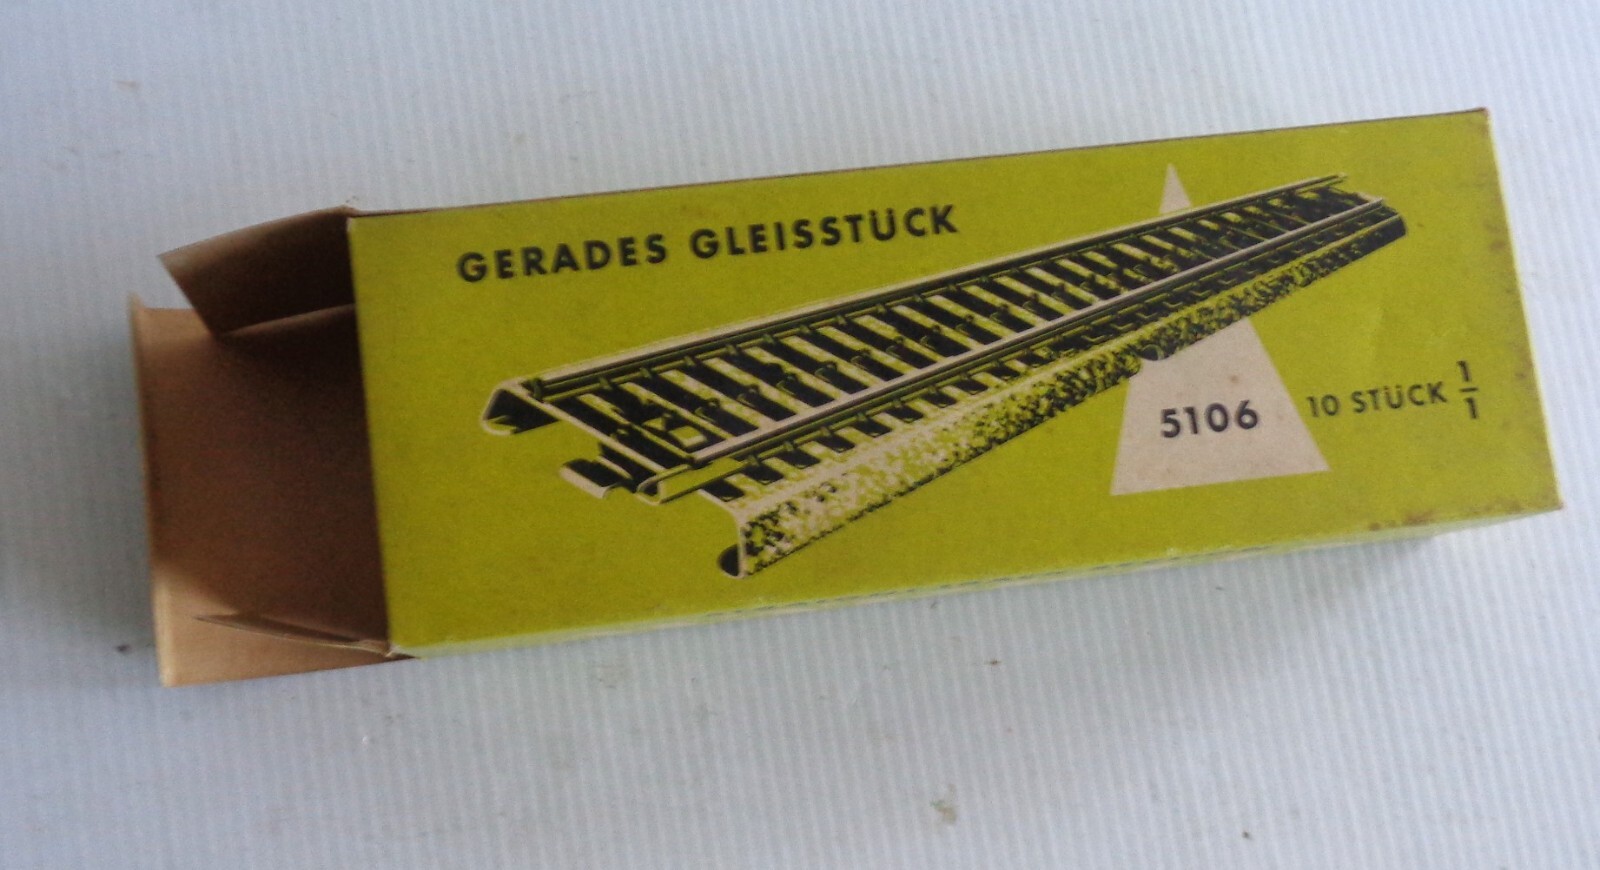 GERADES GLEISSTÜCK
5106
10 STÜCK 1/1